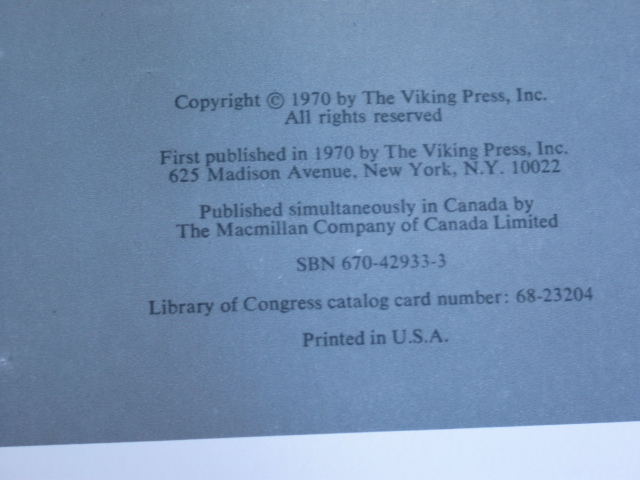 Copyright © 1970 by The Viking Press, Inc.
All rights reserved
First published in 1970 by The Viking Press, Inc.
625 Madison Avenue, New York, N.Y. 10022
Published simultaneously in Canada by
The Macmillan Company of Canada Limited
SBN 670-42933-3
Library of Congress catalog card number: 68-23204
Printed in U.S.A.